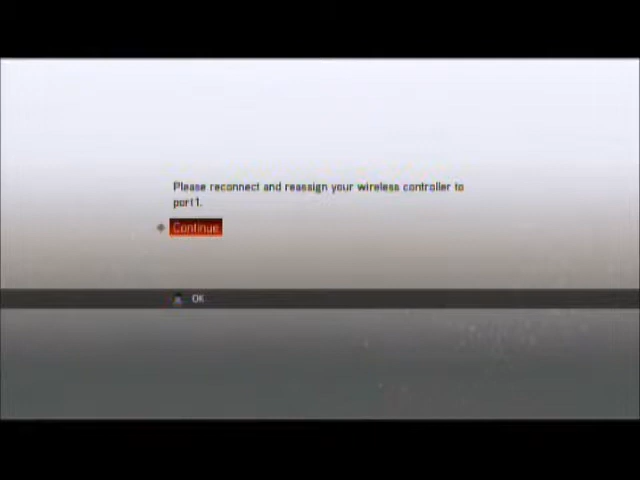 Please reconnect and reassign your wireless controller to
port1.
Continue
OK